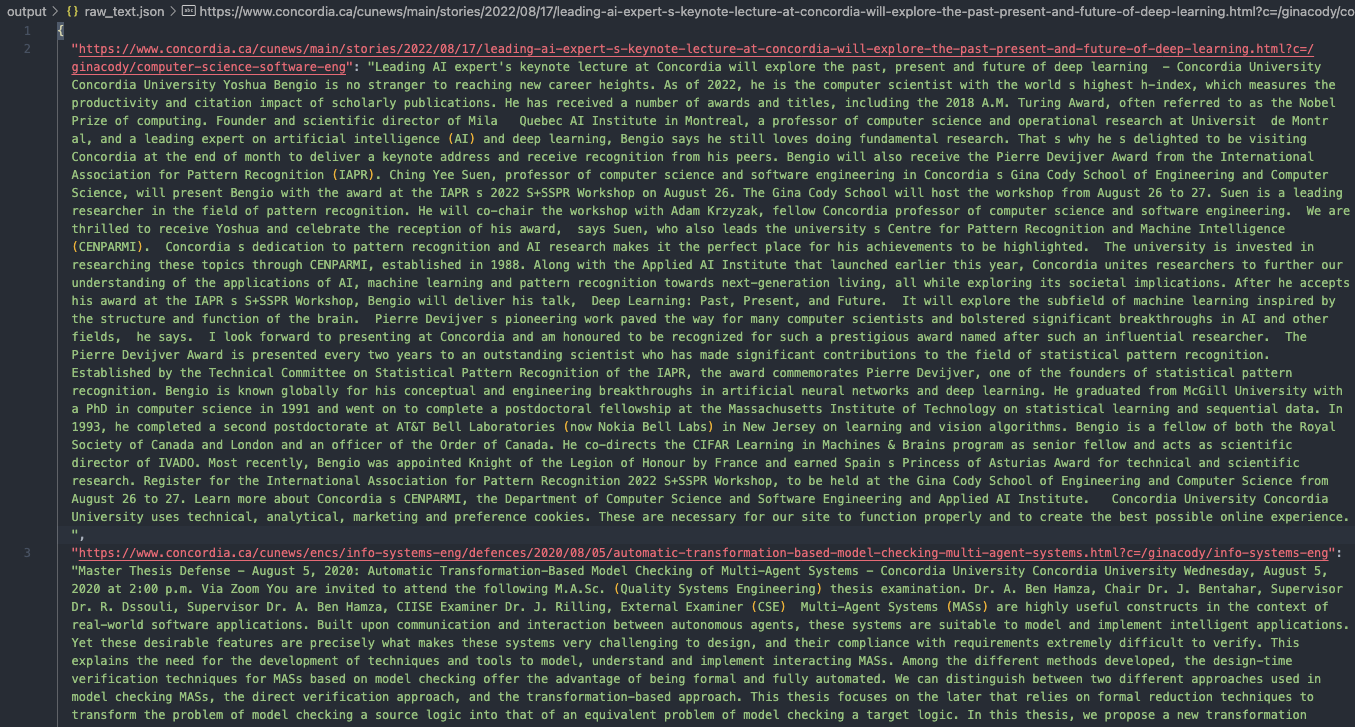 output > {} raw_text.json > abc https://www.concordia.ca/cunews/main/stories/2022/08/17/leading-ai-expert-s-keynote-lecture-at-concordia-will-explore-the-past-present-and-future-of-deep-learning.html?c=/ginacody/co
1 {
2 "https://www.concordia.ca/cunews/main/stories/2022/08/17/leading-ai-expert-s-keynote-lecture-at-concordia-will-explore-the-past-present-and-future-of-deep-learning.html?c=/
ginacody/computer-science-software-eng": "Leading AI expert's keynote lecture at Concordia will explore the past, present and future of deep learning  - Concordia University
Concordia University Yoshua Bengio is no stranger to reaching new career heights. As of 2022, he is the computer scientist with the world s highest h-index, which measures the
productivity and citation impact of scholarly publications. He has received a number of awards and titles, including the 2018 A.M. Turing Award, often referred to as the Nobel
Prize of computing. Founder and scientific director of Mila   Quebec AI Institute in Montreal, a professor of computer science and operational research at Universit  de Montr
al, and a leading expert on artificial intelligence (AI) and deep learning, Bengio says he still loves doing fundamental research. That s why he s delighted to be visiting
Concordia at the end of month to deliver a keynote address and receive recognition from his peers. Bengio will also receive the Pierre Devijver Award from the International
Association for Pattern Recognition (IAPR). Ching Yee Suen, professor of computer science and software engineering in Concordia s Gina Cody School of Engineering and Computer
Science, will present Bengio with the award at the IAPR s 2022 S+SSPR Workshop on August 26. The Gina Cody School will host the workshop from August 26 to 27. Suen is a leading
researcher in the field of pattern recognition. He will co-chair the workshop with Adam Krzyzak, fellow Concordia professor of computer science and software engineering.  We are
thrilled to receive Yoshua and celebrate the reception of his award,  says Suen, who also leads the university s Centre for Pattern Recognition and Machine Intelligence
(CENPARMI).  Concordia s dedication to pattern recognition and AI research makes it the perfect place for his achievements to be highlighted.  The university is invested in
researching these topics through CENPARMI, established in 1988. Along with the Applied AI Institute that launched earlier this year, Concordia unites researchers to further our
understanding of the applications of AI, machine learning and pattern recognition towards next-generation living, all while exploring its societal implications. After he accepts
his award at the IAPR s S+SSPR Workshop, Bengio will deliver his talk,  Deep Learning: Past, Present, and Future.  It will explore the subfield of machine learning inspired by
the structure and function of the brain.  Pierre Devijver s pioneering work paved the way for many computer scientists and bolstered significant breakthroughs in AI and other
fields,  he says.  I look forward to presenting at Concordia and am honoured to be recognized for such a prestigious award named after such an influential researcher.  The
Pierre Devijver Award is presented every two years to an outstanding scientist who has made significant contributions to the field of statistical pattern recognition.
Established by the Technical Committee on Statistical Pattern Recognition of the IAPR, the award commemorates Pierre Devijver, one of the founders of statistical pattern
recognition. Bengio is known globally for his conceptual and engineering breakthroughs in artificial neural networks and deep learning. He graduated from McGill University with
a PhD in computer science in 1991 and went on to complete a postdoctoral fellowship at the Massachusetts Institute of Technology on statistical learning and sequential data. In
1993, he completed a second postdoctorate at AT&T Bell Laboratories (now Nokia Bell Labs) in New Jersey on learning and vision algorithms. Bengio is a fellow of both the Royal
Society of Canada and London and an officer of the Order of Canada. He co-directs the CIFAR Learning in Machines & Brains program as senior fellow and acts as scientific
director of IVADO. Most recently, Bengio was appointed Knight of the Legion of Honour by France and earned Spain s Princess of Asturias Award for technical and scientific
research. Register for the International Association for Pattern Recognition 2022 S+SSPR Workshop, to be held at the Gina Cody School of Engineering and Computer Science from
August 26 to 27. Learn more about Concordia s CENPARMI, the Department of Computer Science and Software Engineering and Applied AI Institute.   Concordia University Concordia
University uses technical, analytical, marketing and preference cookies. These are necessary for our site to function properly and to create the best possible online experience.
",
3 "https://www.concordia.ca/cunews/encs/info-systems-eng/defences/2020/08/05/automatic-transformation-based-model-checking-multi-agent-systems.html?c=/ginacody/info-systems-eng":
"Master Thesis Defense - August 5, 2020: Automatic Transformation-Based Model Checking of Multi-Agent Systems - Concordia University Concordia University Wednesday, August 5,
2020 at 2:00 p.m. Via Zoom You are invited to attend the following M.A.Sc. (Quality Systems Engineering) thesis examination. Dr. A. Ben Hamza, Chair Dr. J. Bentahar, Supervisor
Dr. R. Dssouli, Supervisor Dr. A. Ben Hamza, CIISE Examiner Dr. J. Rilling, External Examiner (CSE)  Multi-Agent Systems (MASs) are highly useful constructs in the context of
real-world software applications. Built upon communication and interaction between autonomous agents, these systems are suitable to model and implement intelligent applications.
Yet these desirable features are precisely what makes these systems very challenging to design, and their compliance with requirements extremely difficult to verify. This
explains the need for the development of techniques and tools to model, understand and implement interacting MASs. Among the different methods developed, the design-time
verification techniques for MASs based on model checking offer the advantage of being formal and fully automated. We can distinguish between two different approaches used in
model checking MASs, the direct verification approach, and the transformation-based approach. This thesis focuses on the later that relies on formal reduction techniques to
transform the problem of model checking a source logic into that of an equivalent problem of model checking a target logic. In this thesis, we propose a new transformation